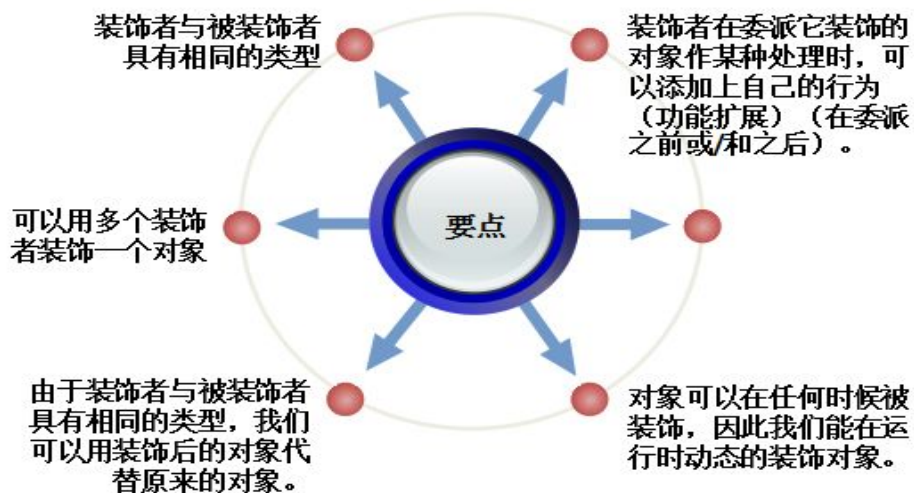 装饰者与被装饰者
具有相同的类型
装饰者在委派它装饰的
对象作某种处理时，可
以添加上自己的行为
（功能扩展）（在委派
之前或/和之后）。
可以用多个装饰
者装饰一个对象
要点
由于装饰者与被装饰者
具有相同的类型，我们
可以用装饰后的对象代
替原来的对象。
对象可以在任何时候被
装饰，因此我们能在运
行时动态的装饰对象。